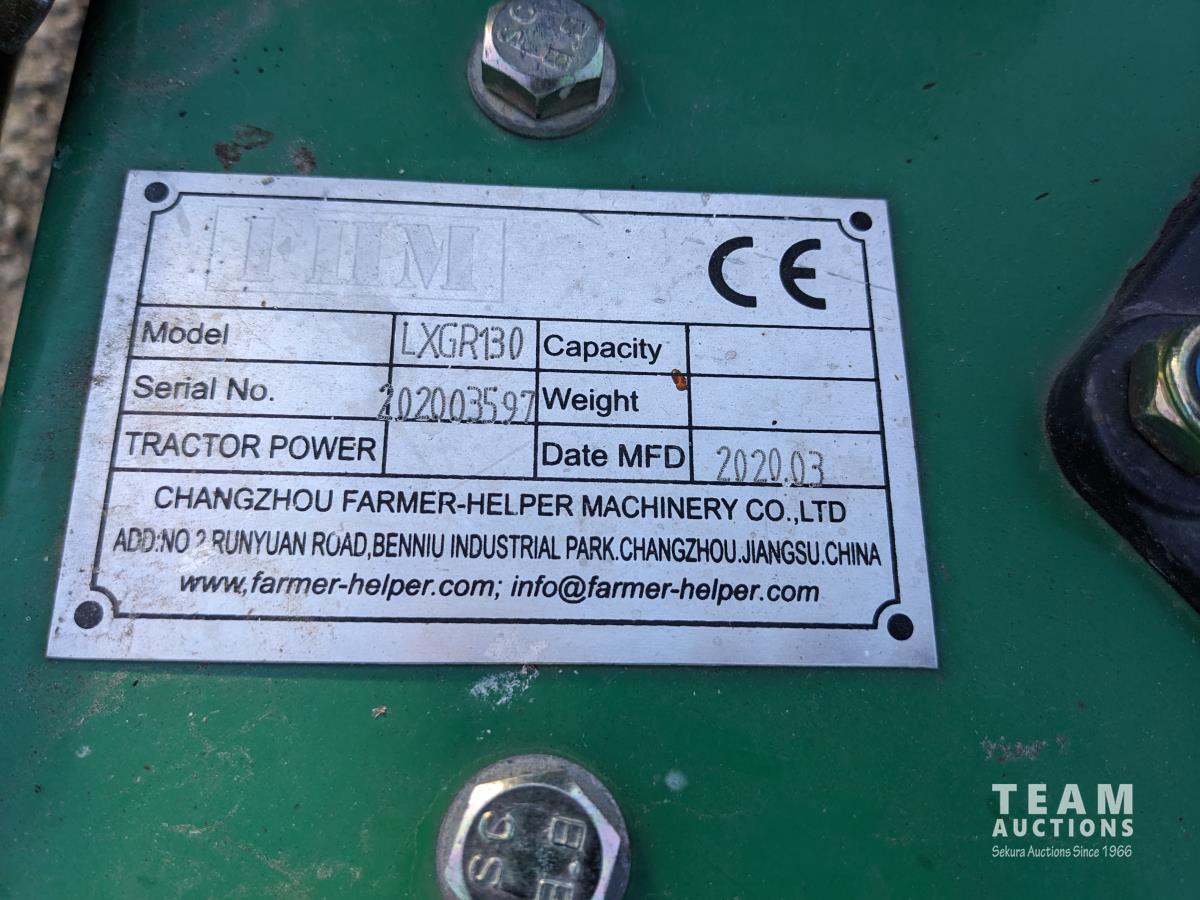 FHM CE
Model LXGR130 Capacity
Serial No. 202003597 Weight
TRACTOR POWER Date MFD 2020.03
CHANGZHOU FARMER-HELPER MACHINERY CO.,LTD
ADD:NO 2 RUNYUAN ROAD,BENNIU INDUSTRIAL PARK.CHANGZHOU.JIANGSU.CHINA
www,farmer-helper.com; info@farmer-helper.com
TEAM
AUCTIONS
Sekura Auctions Since 1966